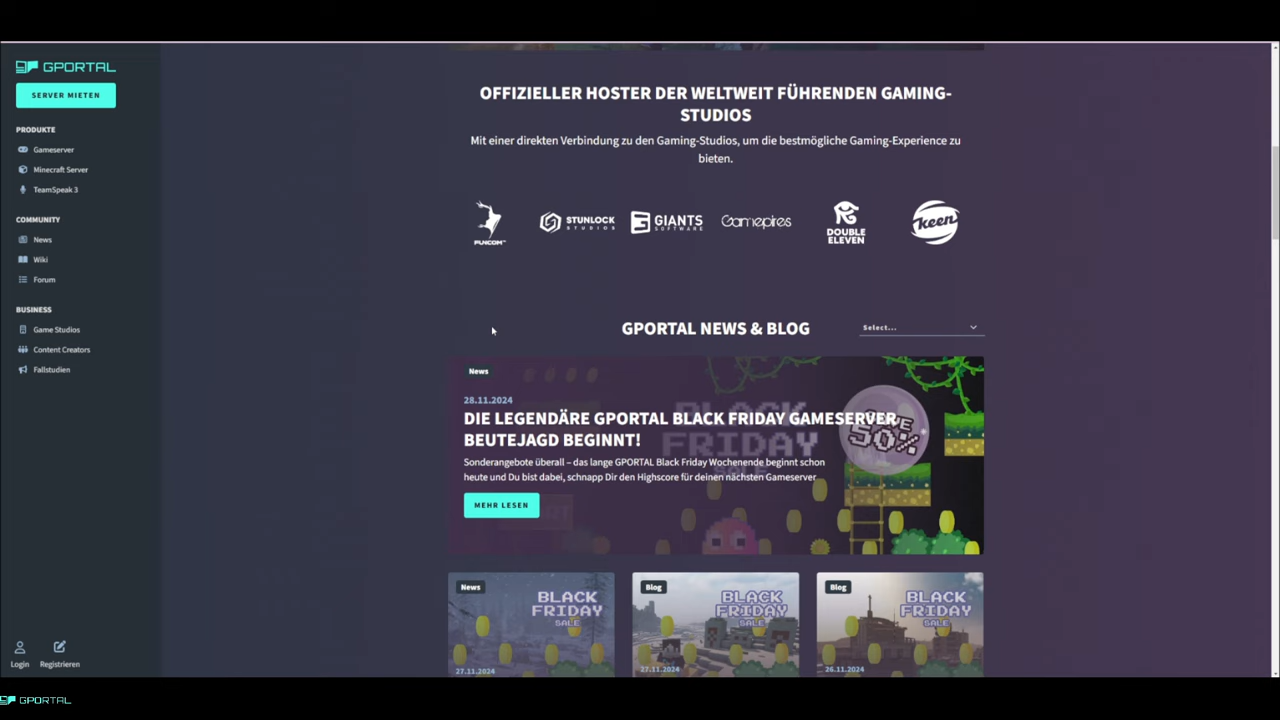 GPORTAL
SERVER MIETEN
PRODUKTE
Gameserver
Minecraft Server
TeamSpeak 3
COMMUNITY
News
Wiki
Forum
BUSINESS
Game Studios
Content Creators
Fallstudien
Login
Registrieren
OFFIZIELLER HOSTER DER WELTWEIT FÜHRENDEN GAMING-
STUDIOS
Mit einer direkten Verbindung zu den Gaming-Studios, um die bestmögliche Gaming-Experience zu
bieten.
FUNCOM
STUNLOCK
STUDIOS
GIANTS
SOFTWARE
Gamepires
DOUBLE
ELEVEN
keen
GPORTAL NEWS & BLOG
Select...
News
28.11.2024
DIE LEGENDÄRE GPORTAL BLACK FRIDAY GAMESERVER
BEUTEJAGD BEGINNT!
Sonderangebote überall – das lange GPORTAL Black Friday Wochenende beginnt schon
heute und Du bist dabei, schnapp Dir den Highscore für deinen nächsten Gameserver
MEHR LESEN
BLACK
FRIDAY
SAVE
50%
News
BLACK
FRIDAY
SALE
27.11.2024
Blog
BLACK
FRIDAY
SALE
27.11.2024
Blog
BLACK
FRIDAY
SALE
26.11.2024
GPORTAL